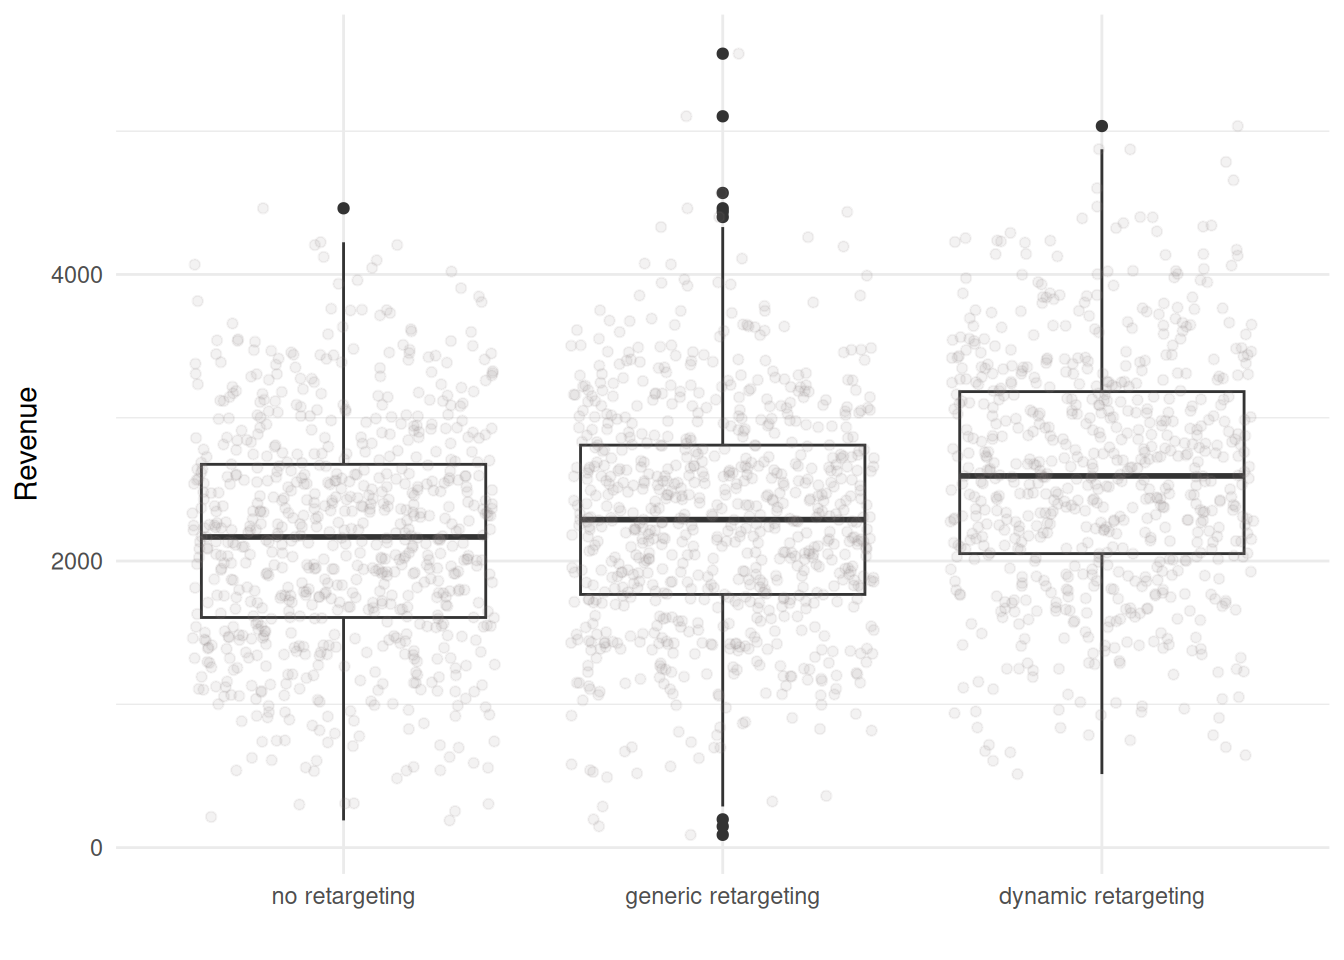 Revenue
4000
2000
0
no retargeting
generic retargeting
dynamic retargeting